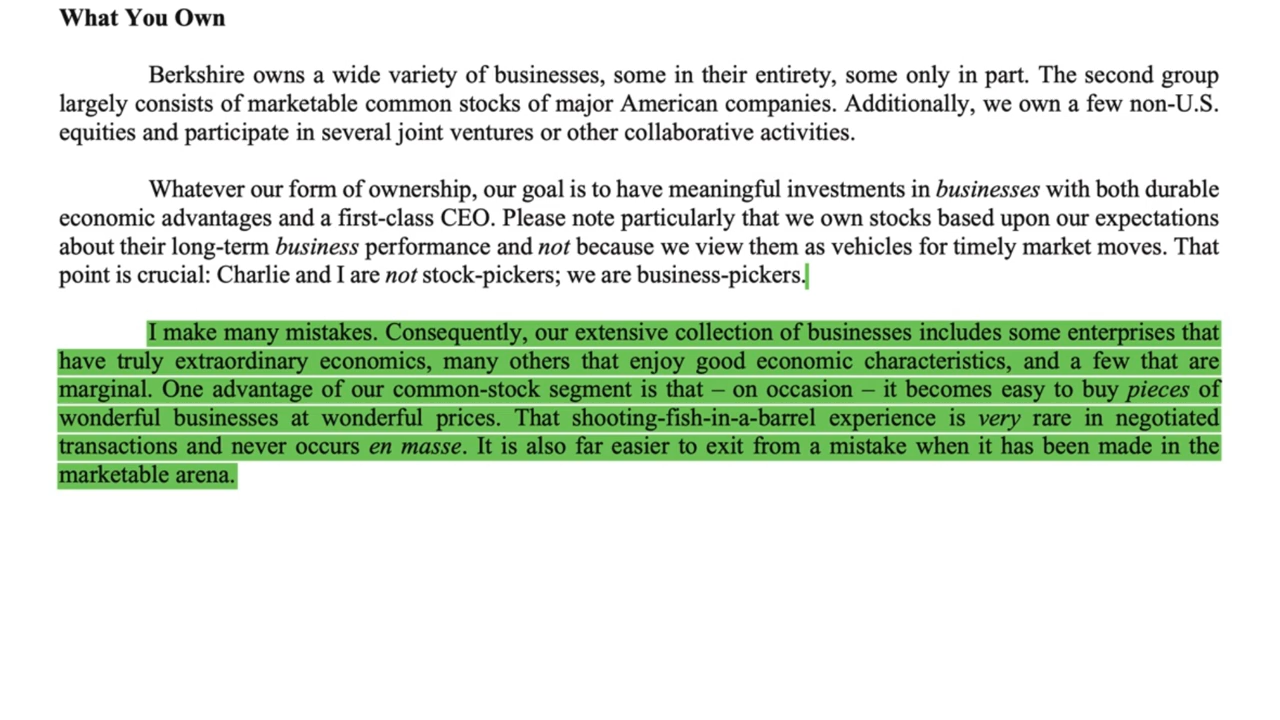 What You Own
Berkshire owns a wide variety of businesses, some in their entirety, some only in part. The second group
largely consists of marketable common stocks of major American companies. Additionally, we own a few non-U.S.
equities and participate in several joint ventures or other collaborative activities.
Whatever our form of ownership, our goal is to have meaningful investments in businesses with both durable
economic advantages and a first-class CEO. Please note particularly that we own stocks based upon our expectations
about their long-term business performance and not because we view them as vehicles for timely market moves. That
point is crucial: Charlie and I are not stock-pickers; we are business-pickers.
I make many mistakes. Consequently, our extensive collection of businesses includes some enterprises that
have truly extraordinary economics, many others that enjoy good economic characteristics, and a few that are
marginal. One advantage of our common-stock segment is that – on occasion – it becomes easy to buy pieces of
wonderful businesses at wonderful prices. That shooting-fish-in-a-barrel experience is very rare in negotiated
transactions and never occurs en masse. It is also far easier to exit from a mistake when it has been made in the
marketable arena.